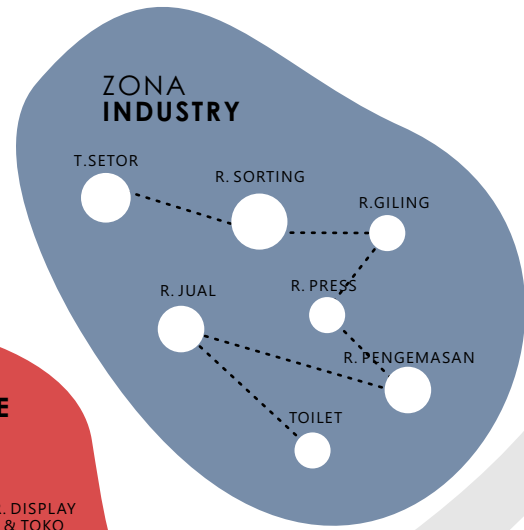 ZONA
INDUSTRY
T.SETOR
R. SORTING
R.GILING
R. JUAL
R. PRESS
R. PENGEMASAN
TOILET
E
. DISPLAY
& TOKO